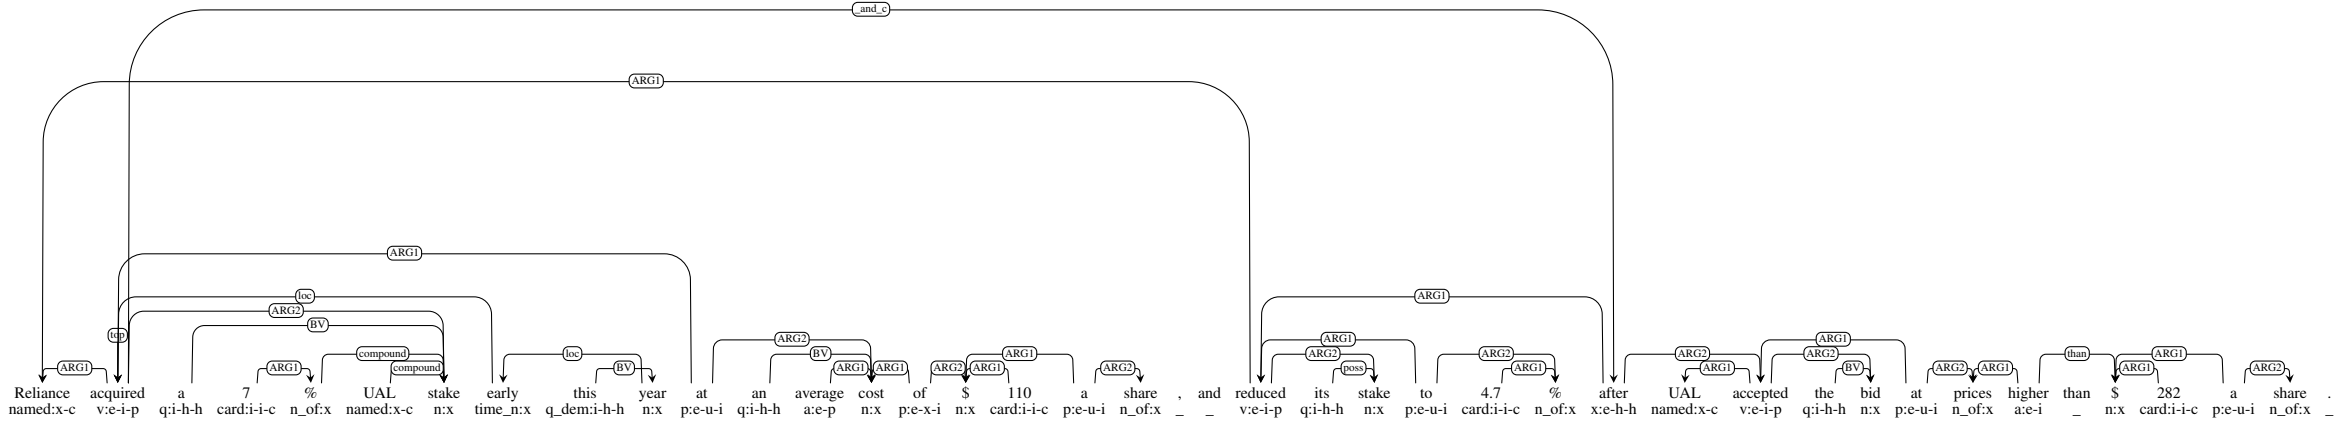 _and_c
ARG1
ARG1
loc
ARG2
BV
top
compound
compound
ARG1
ARG1
loc
BV
ARG2
BV
ARG1
ARG1
ARG2
ARG1
ARG1
ARG2
ARG1
ARG1
ARG2
poss
ARG2
ARG1
ARG2
ARG1
ARG1
ARG2
BV
ARG2
ARG1
than
ARG1
ARG1
ARG2
Reliance acquired a 7 % UAL stake early this year at an average cost of $ 110 a share , and reduced its stake to 4.7 % after UAL accepted the bid at prices higher than $ 282 a share .
named:x-c v:e-i-p q:i-h-h card:i-i-c n_of:x named:x-c n:x time_n:x q_dem:i-h-h n:x p:e-u-i q:i-h-h a:e-p n:x p:e-x-i n:x card:i-i-c p:e-u-i n_of:x _ _ v:e-i-p q:i-h-h n:x p:e-u-i card:i-i-c n_of:x x:e-h-h named:x-c v:e-i-p q:i-h-h n:x p:e-u-i n_of:x a:e-i _ n:x card:i-i-c p:e-u-i n_of:x _